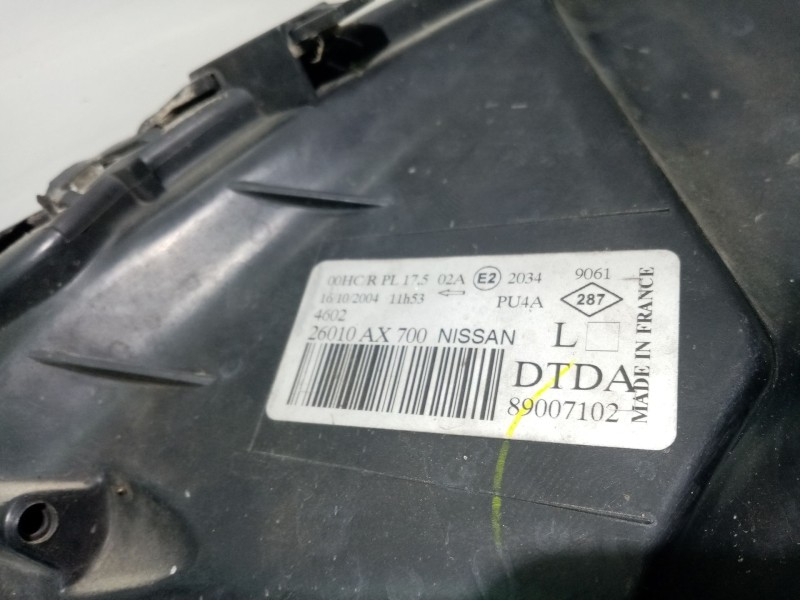 00HC/R PL 17.5 02A E2 2034 9061
16/10/2004 11h53 PU4A 287
4602
26010 AX 700 NISSAN L
DTDA
89007102
MADE IN FRANCE